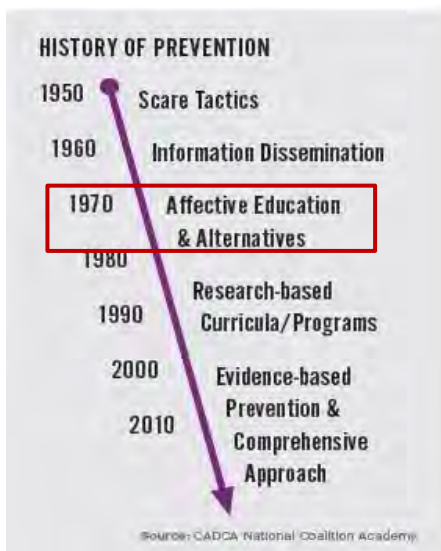 HISTORY OF PREVENTION
1950 Scare Tactics
1960 Information Dissemination
1970 Affective Education
& Alternatives
1980
Research-based
1990 Curricula/Programs
2000 Evidence-based
Prevention &
2010 Comprehensive
Approach
Source: CADCA National Coalition Academy